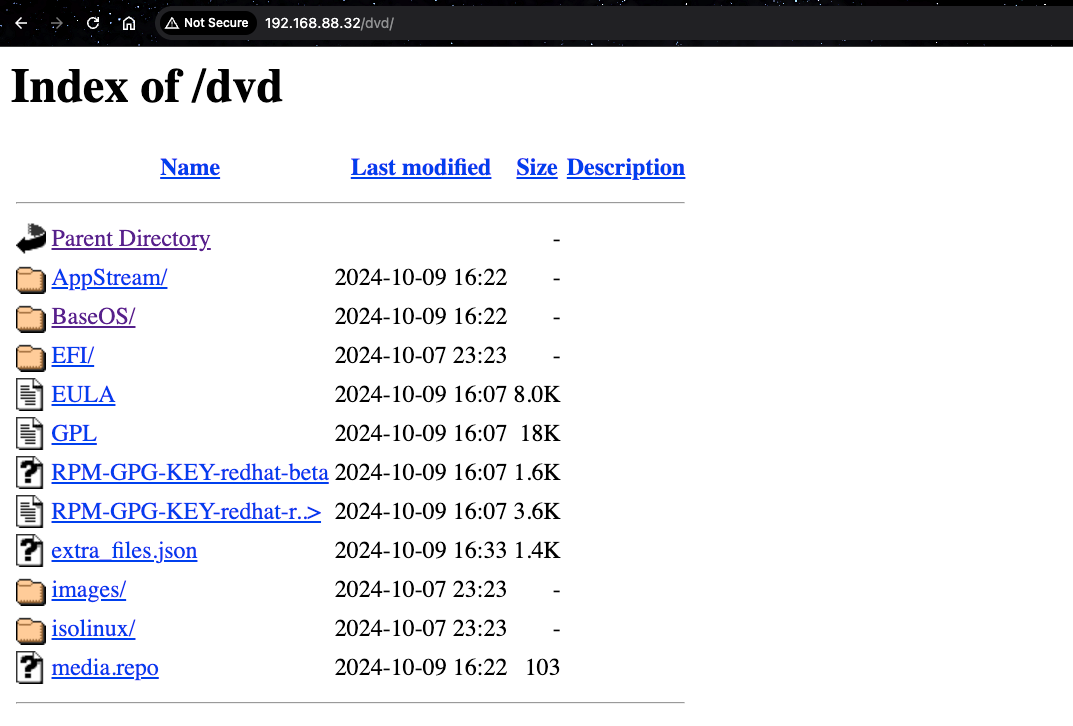 Not Secure 192.168.88.32/dvd/
Index of /dvd
Name Last modified Size Description
Parent Directory -
AppStream/ 2024-10-09 16:22 -
BaseOS/ 2024-10-09 16:22 -
EFI/ 2024-10-07 23:23 -
EULA 2024-10-09 16:07 8.0K
GPL 2024-10-09 16:07 18K
RPM-GPG-KEY-redhat-beta 2024-10-09 16:07 1.6K
RPM-GPG-KEY-redhat-r..> 2024-10-09 16:07 3.6K
extra_files.json 2024-10-09 16:33 1.4K
images/ 2024-10-07 23:23 -
isolinux/ 2024-10-07 23:23 -
media.repo 2024-10-09 16:22 103